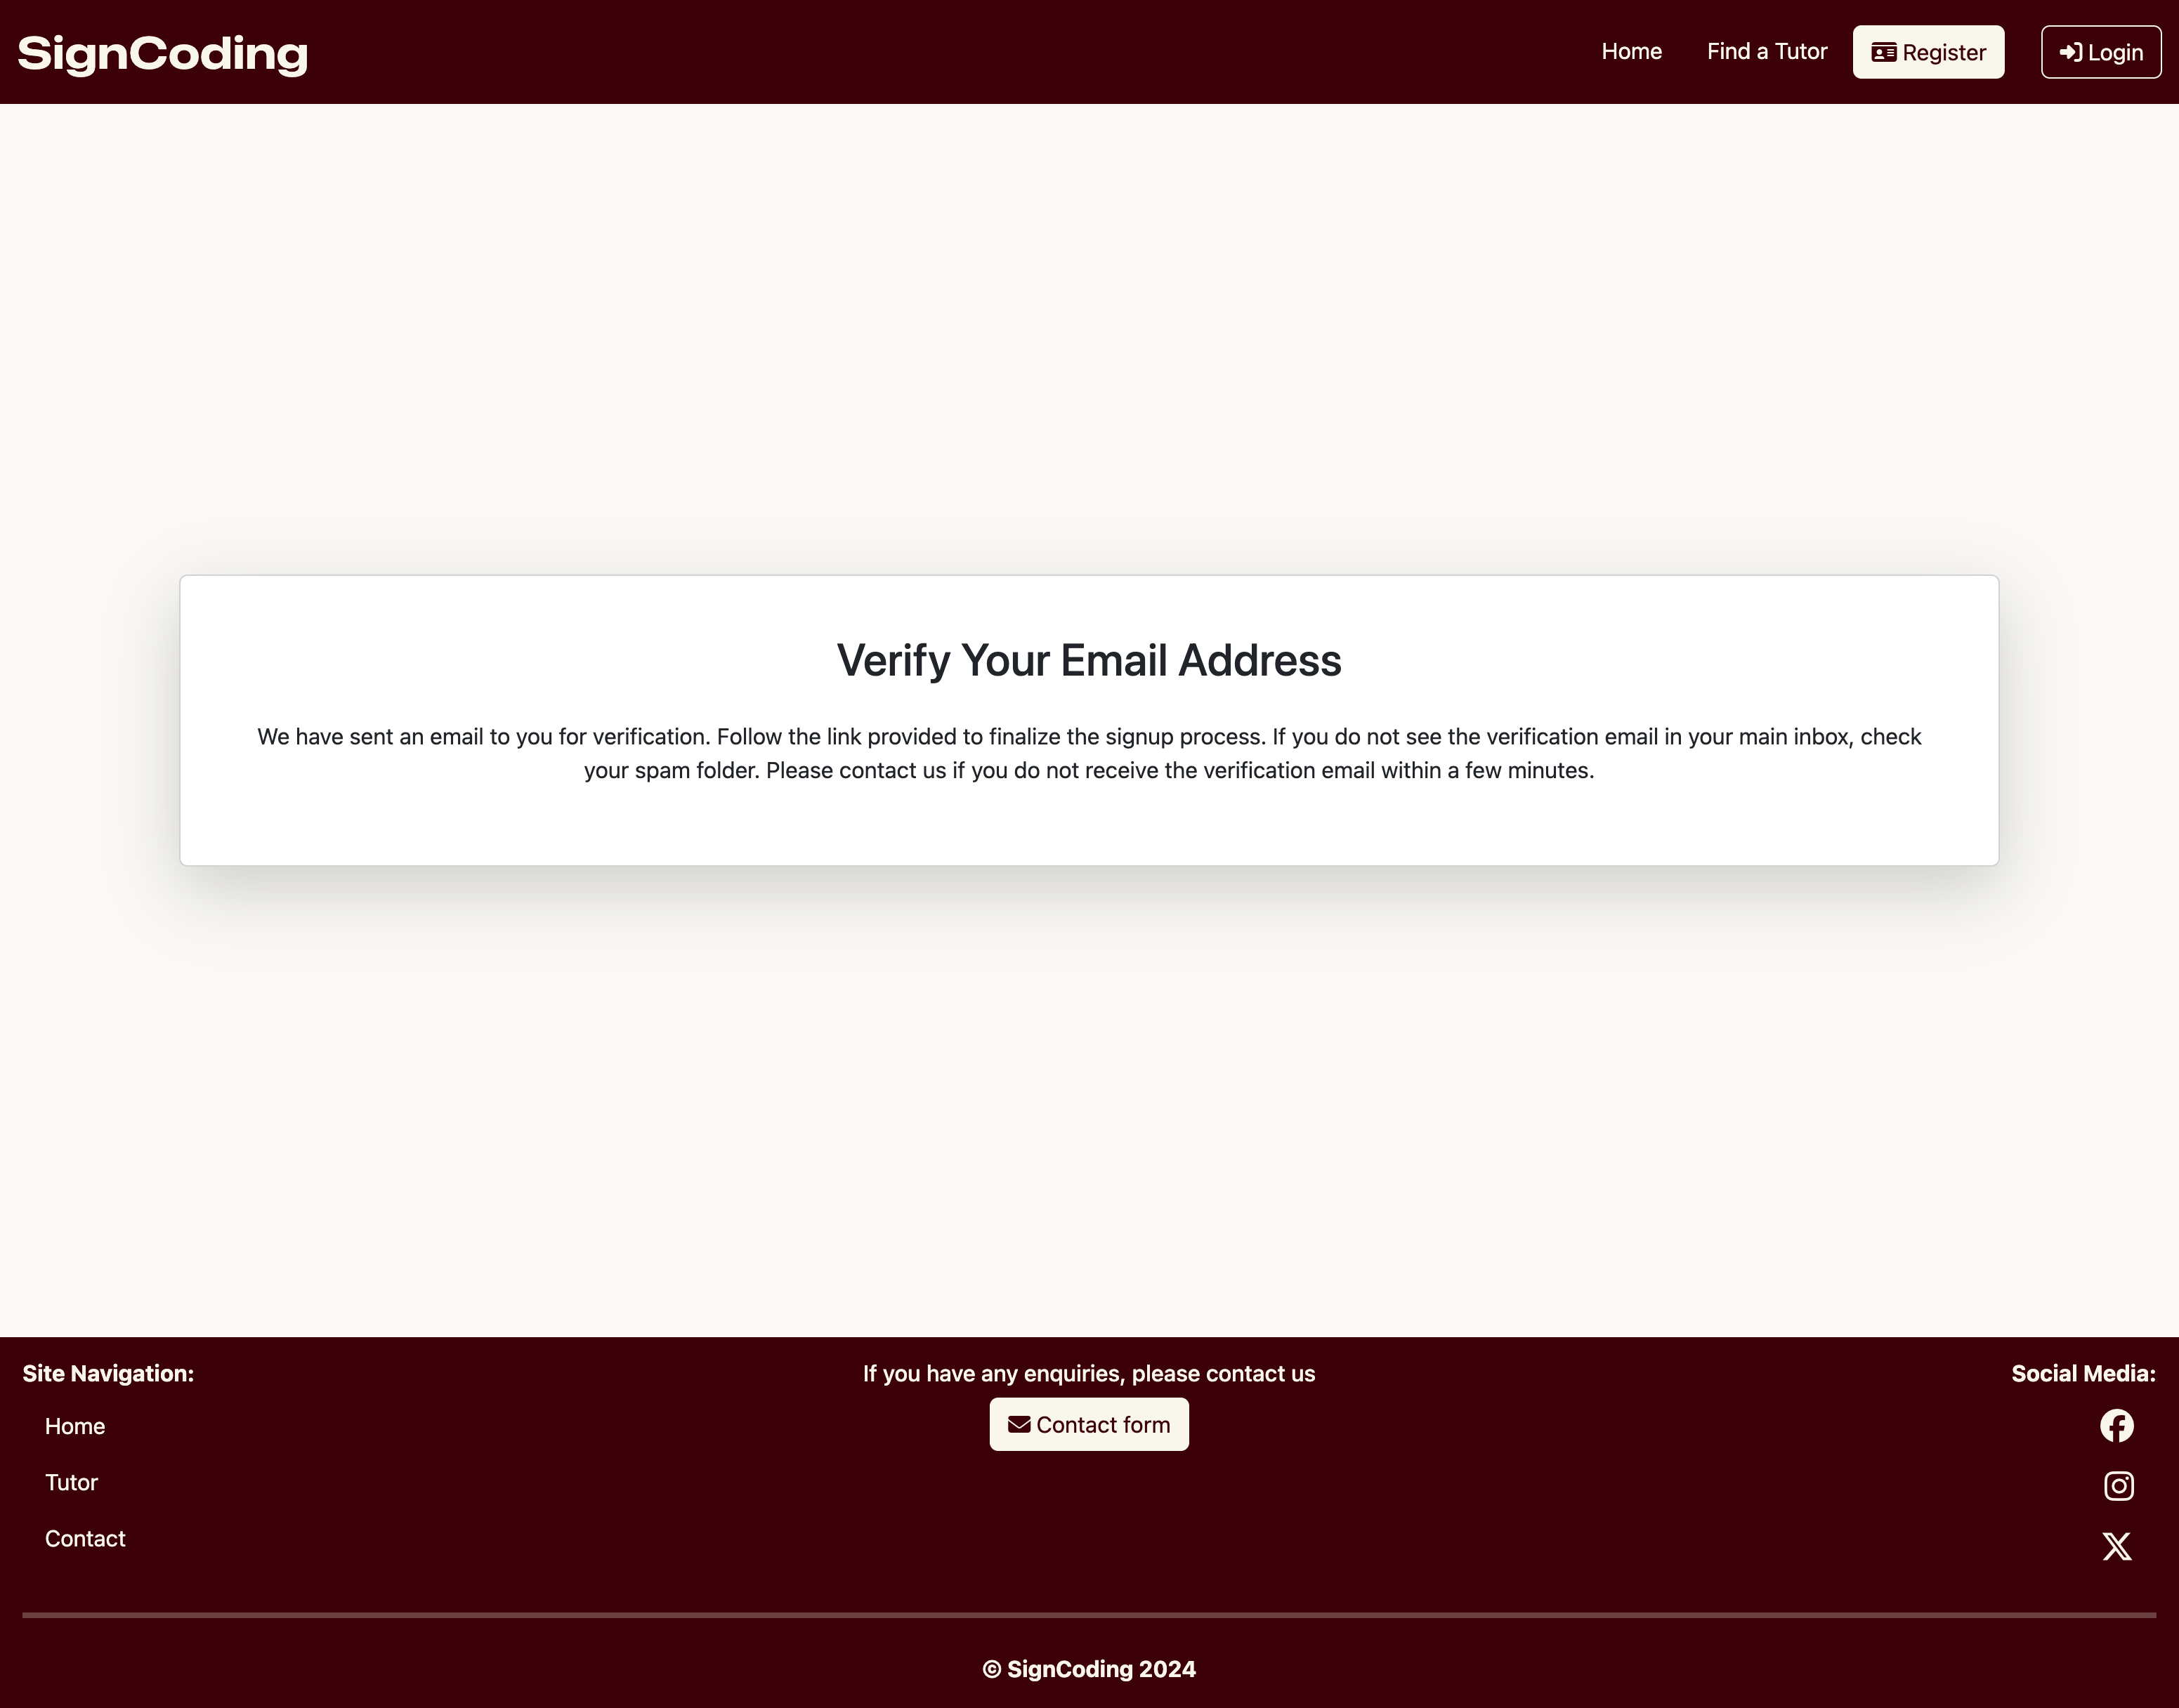 SignCoding
Home
Find a Tutor
Register
Login
Verify Your Email Address
We have sent an email to you for verification. Follow the link provided to finalize the signup process. If you do not see the verification email in your main inbox, check
your spam folder. Please contact us if you do not receive the verification email within a few minutes.
Site Navigation:
Home
Tutor
Contact
If you have any enquiries, please contact us
Contact form
Social Media:
© SignCoding 2024